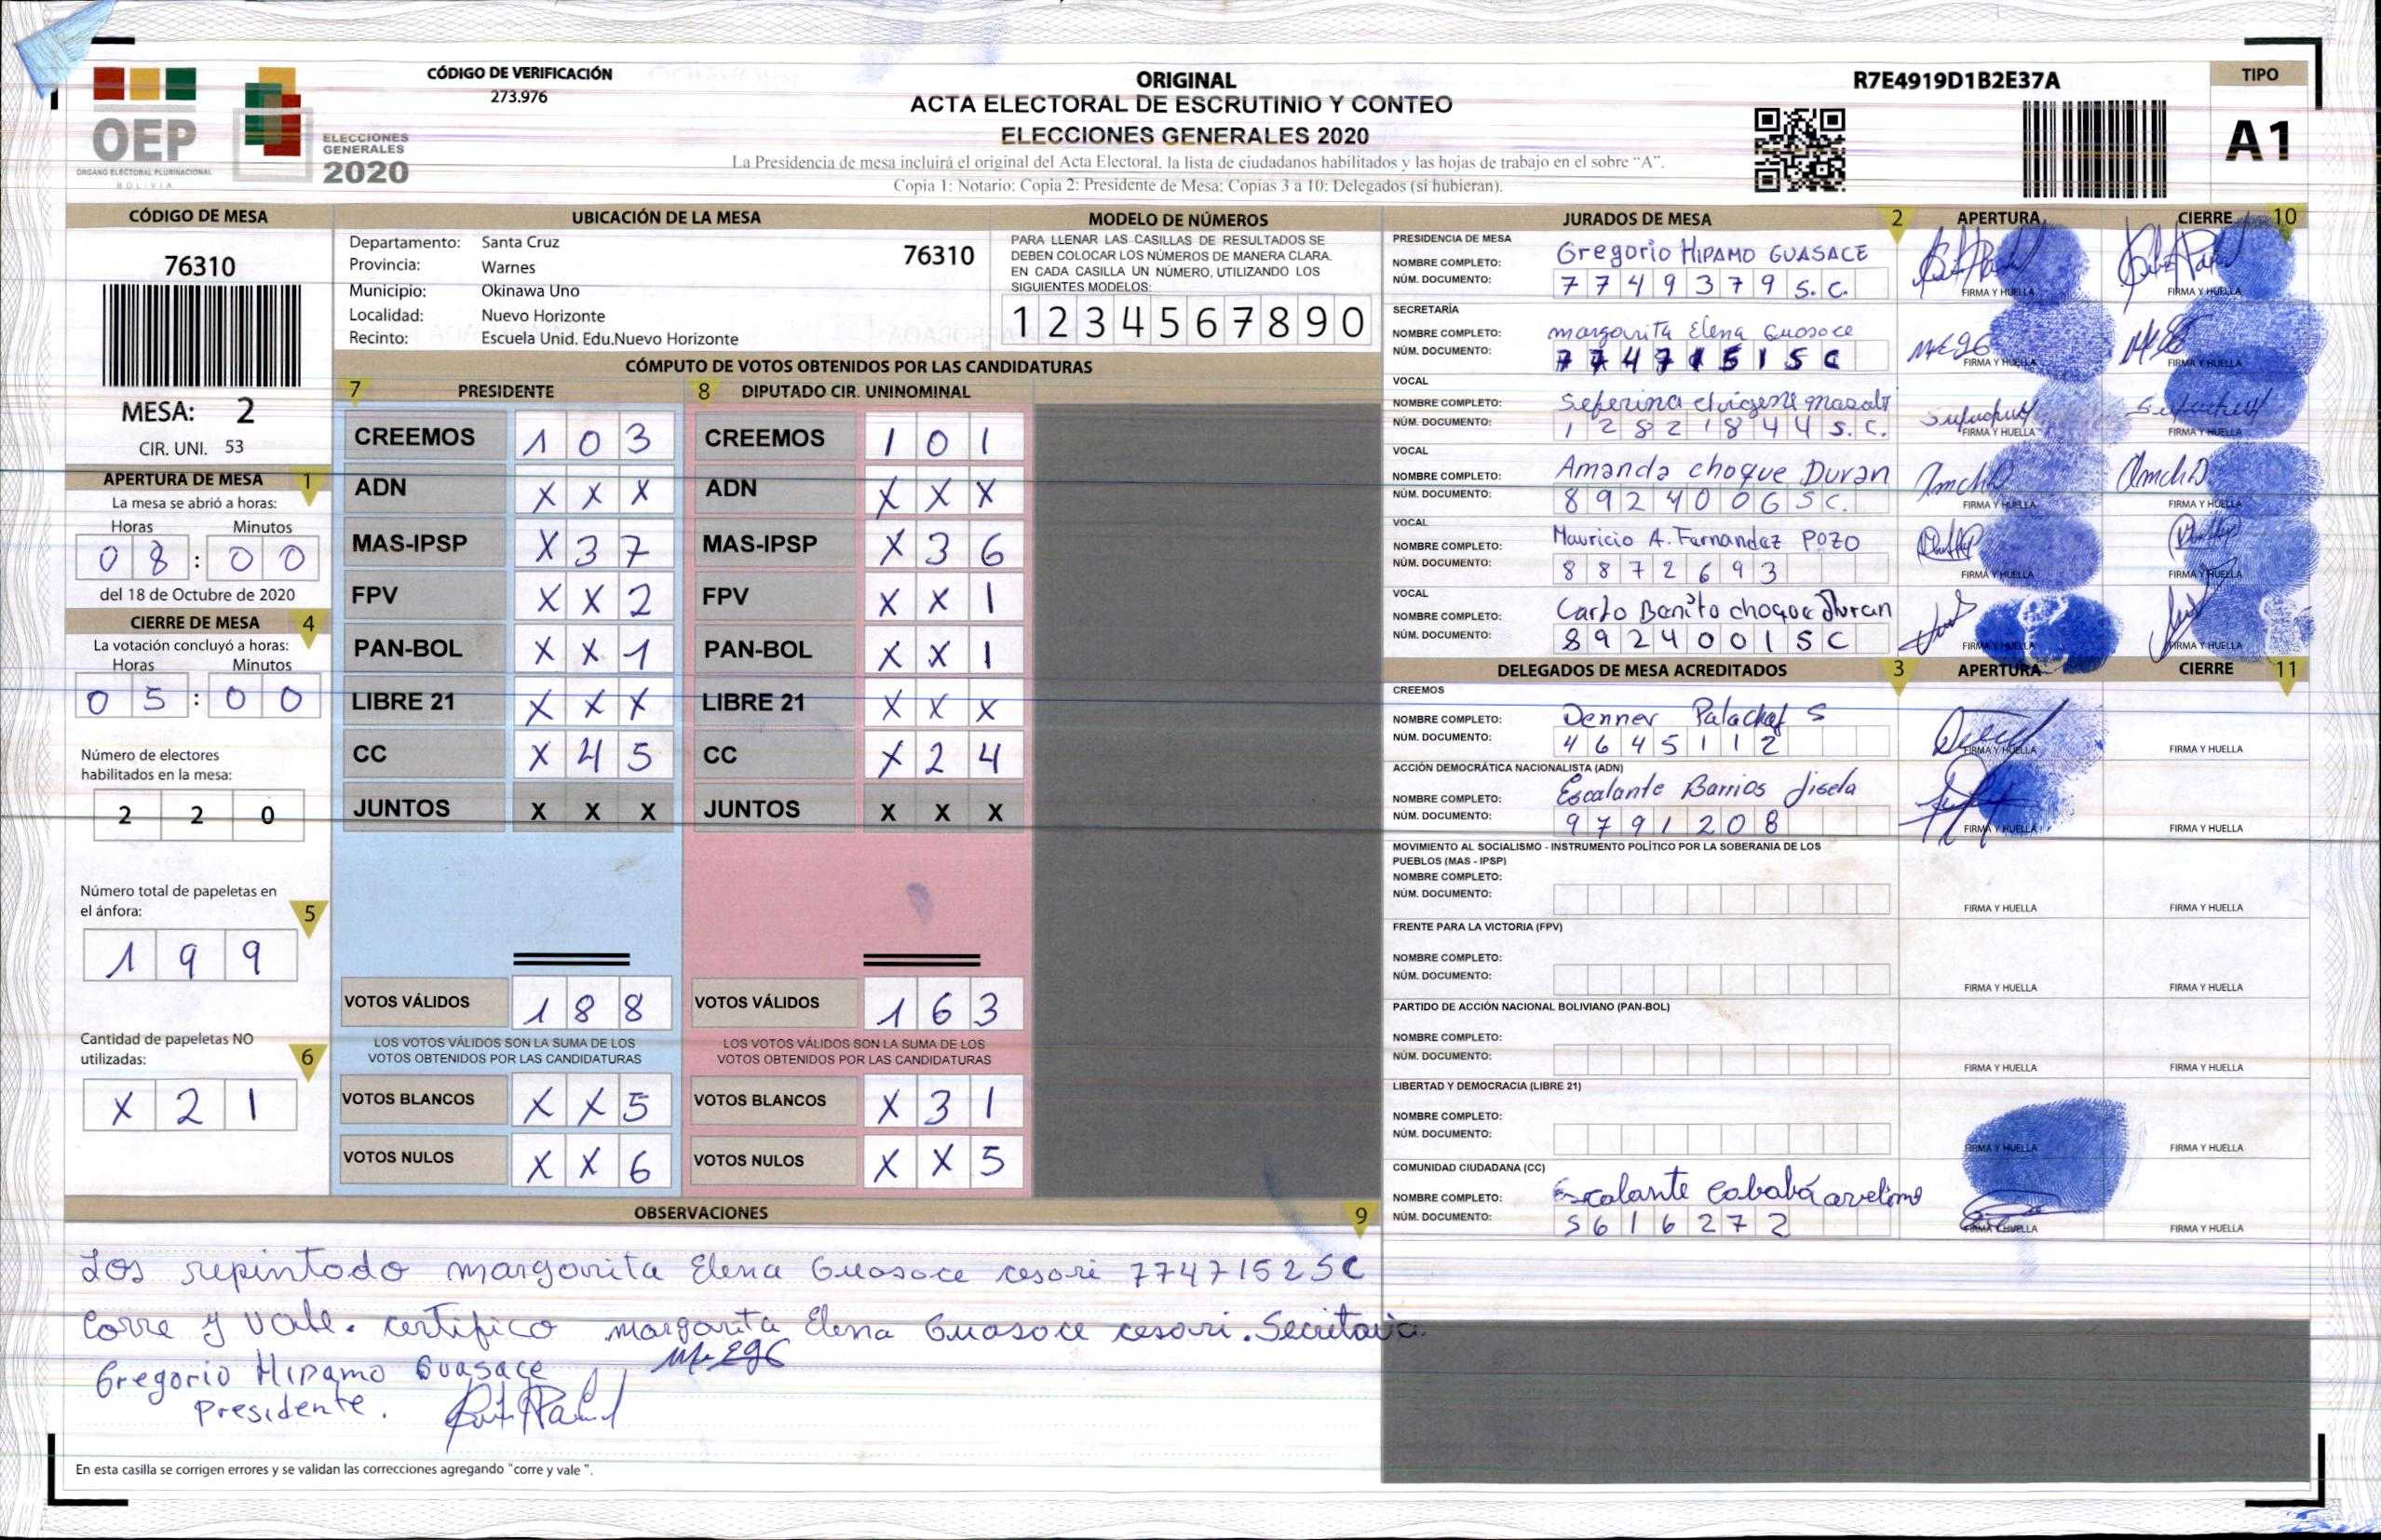 CÓDIGO DE VERIFICACIÓN
273.976
ORIGINAL
ACTA ELECTORAL DE ESCRUTINIO Y CONTEO
ELECCIONES GENERALES 2020
La Presidencia de mesa incluirá el original del Acta Electoral, la lista de ciudadanos habilitados y las hojas de trabajo en el sobre “A”.
Copia 1: Notario; Copia 2: Presidente de Mesa; Copias 3 a 10: Delegados (si hubieran).
R7E4919D1B2E37A
TIPO
A1
OEP
ÓRGANO ELECTORAL PLURINACIONAL
BOLIVIA
ELECCIONES
GENERALES
2020
CÓDIGO DE MESA
76310
MESA: 2
CIR. UNI. 53
APERTURA DE MESA 1
La mesa se abrió a horas:
Horas Minutos
0 8 : 0 0
del 18 de Octubre de 2020
CIERRE DE MESA 4
La votación concluyó a horas:
Horas Minutos
0 5 : 0 0
Número de electores
habilitados en la mesa:
2 2 0
Número total de papeletas en
el ánfora: 5
1 9 9
Cantidad de papeletas NO
utilizadas: 6
X 2 1
UBICACIÓN DE LA MESA
Departamento: Santa Cruz 76310
Provincia: Warnes
Municipio: Okinawa Uno
Localidad: Nuevo Horizonte
Recinto: Escuela Unid. Edu.Nuevo Horizonte
MODELO DE NÚMEROS
PARA LLENAR LAS CASILLAS DE RESULTADOS SE
DEBEN COLOCAR LOS NÚMEROS DE MANERA CLARA.
EN CADA CASILLA UN NÚMERO, UTILIZANDO LOS
SIGUIENTES MODELOS:
1 2 3 4 5 6 7 8 9 0
CÓMPUTO DE VOTOS OBTENIDOS POR LAS CANDIDATURAS
7 PRESIDENTE 8 DIPUTADO CIR. UNINOMINAL
CREEMOS 1 0 3 CREEMOS 1 0 1
ADN X X X ADN X X X
MAS-IPSP X 3 7 MAS-IPSP X 3 6
FPV X X 2 FPV X X 1
PAN-BOL X X 1 PAN-BOL X X 1
LIBRE 21 X X X LIBRE 21 X X X
CC X 4 5 CC X 2 4
JUNTOS X X X JUNTOS X X X
VOTOS VÁLIDOS 1 8 8 VOTOS VÁLIDOS 1 6 3
LOS VOTOS VÁLIDOS SON LA SUMA DE LOS LOS VOTOS VÁLIDOS SON LA SUMA DE LOS
VOTOS OBTENIDOS POR LAS CANDIDATURAS VOTOS OBTENIDOS POR LAS CANDIDATURAS
VOTOS BLANCOS X X 5 VOTOS BLANCOS X 3 1
VOTOS NULOS X X 6 VOTOS NULOS X X 5
OBSERVACIONES 9
Los repintodo margorita Elena Guasoce cesori 7747152SC
Corre y vale. certifico margarita Elena Guasoce cesori. Secretaria
Gregorio HIPAMO GUASACE
Presidente.
En esta casilla se corrigen errores y se validan las correcciones agregando "corre y vale ".
JURADOS DE MESA 2 APERTURA CIERRE 10
PRESIDENCIA DE MESA
NOMBRE COMPLETO: Gregorio HIPAMO GUASACE
NÚM. DOCUMENTO: 7 7 4 9 3 7 9 S. C. FIRMA Y HUELLA FIRMA Y HUELLA
SECRETARÍA
NOMBRE COMPLETO: margarita Elena Guasoce
NÚM. DOCUMENTO: FIRMA Y HUELLA FIRMA Y HUELLA
VOCAL
NOMBRE COMPLETO: Seferina
NÚM. DOCUMENTO: 1 2 8 2 1 8 4 4 S. C. FIRMA Y HUELLA FIRMA Y HUELLA
VOCAL
NOMBRE COMPLETO: Amanda choque Duran
NÚM. DOCUMENTO: 8 9 2 4 0 0 6 S C. FIRMA Y HUELLA FIRMA Y HUELLA
VOCAL
NOMBRE COMPLETO: Mauricio A. Fernandez POZO
NÚM. DOCUMENTO: 8 8 7 2 6 9 3 FIRMA Y HUELLA FIRMA Y HUELLA
VOCAL
NOMBRE COMPLETO: Carlo Benito choque Duran
NÚM. DOCUMENTO: 8 9 2 4 0 0 1 S C FIRMA Y HUELLA FIRMA Y HUELLA
DELEGADOS DE MESA ACREDITADOS 3 APERTURA CIERRE 11
CREEMOS
NOMBRE COMPLETO: Denner S
NÚM. DOCUMENTO: 4 6 4 5 1 1 2 FIRMA Y HUELLA FIRMA Y HUELLA
ACCIÓN DEMOCRÁTICA NACIONALISTA (ADN)
NOMBRE COMPLETO: Escalante Barrios Jisela
NÚM. DOCUMENTO: 9 7 9 1 2 0 8 FIRMA Y HUELLA FIRMA Y HUELLA
MOVIMIENTO AL SOCIALISMO - INSTRUMENTO POLÍTICO POR LA SOBERANIA DE LOS
PUEBLOS (MAS - IPSP)
NOMBRE COMPLETO:
NÚM. DOCUMENTO: FIRMA Y HUELLA FIRMA Y HUELLA
FRENTE PARA LA VICTORIA (FPV)
NOMBRE COMPLETO:
NÚM. DOCUMENTO: FIRMA Y HUELLA FIRMA Y HUELLA
PARTIDO DE ACCIÓN NACIONAL BOLIVIANO (PAN-BOL)
NOMBRE COMPLETO:
NÚM. DOCUMENTO: FIRMA Y HUELLA FIRMA Y HUELLA
LIBERTAD Y DEMOCRACIA (LIBRE 21)
NOMBRE COMPLETO:
NÚM. DOCUMENTO: FIRMA Y HUELLA FIRMA Y HUELLA
COMUNIDAD CIUDADANA (CC)
NOMBRE COMPLETO: Escalante
NÚM. DOCUMENTO: 5 6 1 6 2 7 2 FIRMA Y HUELLA FIRMA Y HUELLA